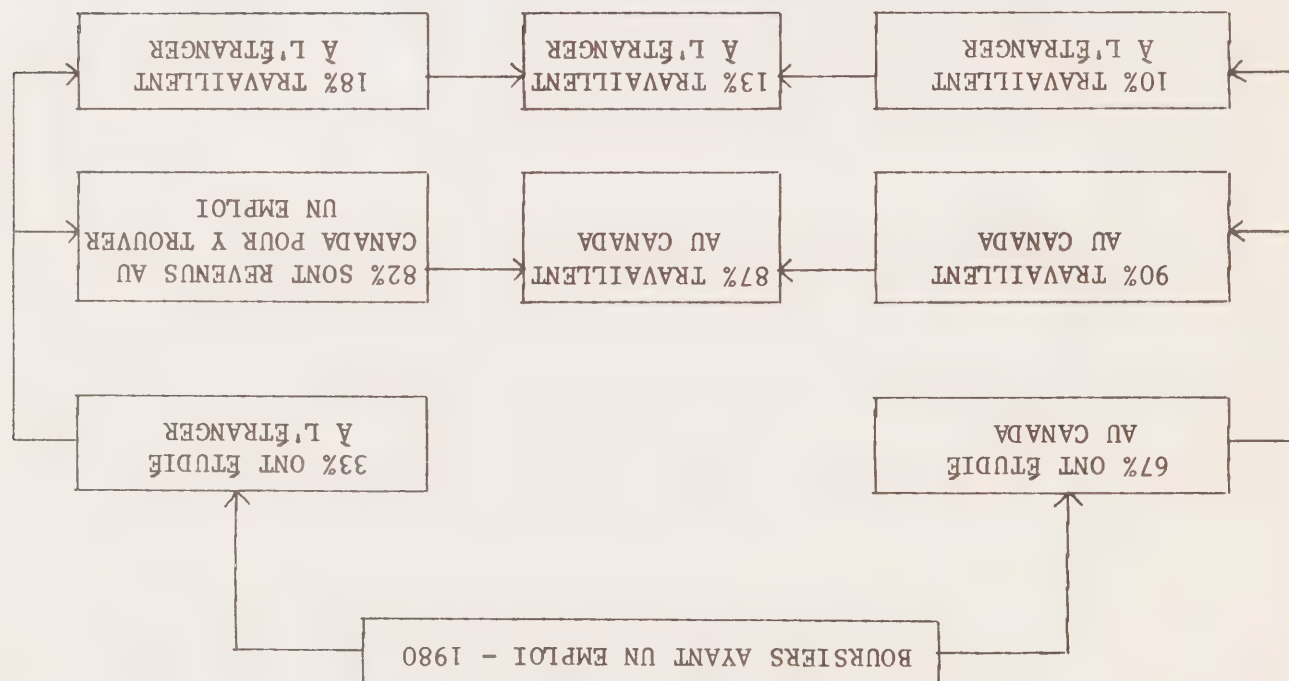 BOURSIERS AYANT UN EMPLOI - 1980
67% ONT ÉTUDIÉ
AU CANADA
33% ONT ÉTUDIÉ
À L'ÉTRANGER
90% TRAVAILLENT
AU CANADA
87% TRAVAILLENT
AU CANADA
82% SONT REVENUS AU
CANADA POUR Y TROUVER
UN EMPLOI
10% TRAVAILLENT
À L'ÉTRANGER
13% TRAVAILLENT
À L'ÉTRANGER
18% TRAVAILLENT
À L'ÉTRANGER